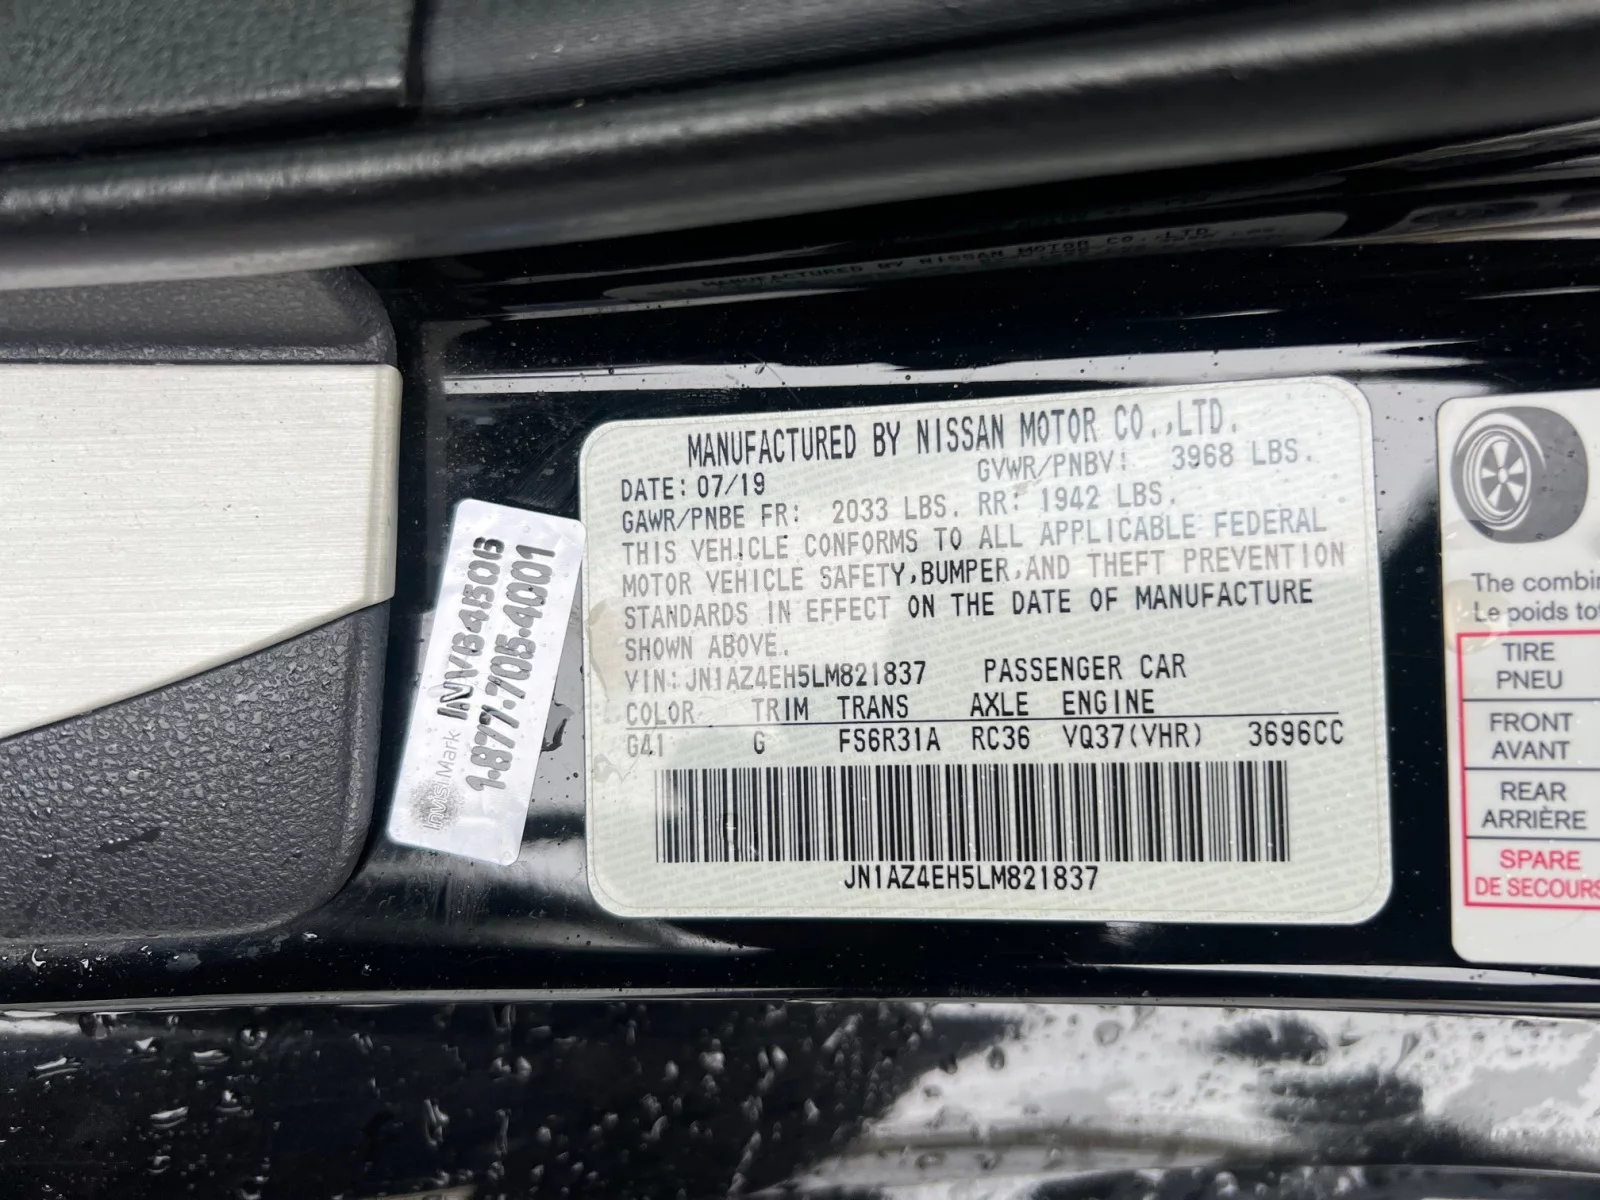 MANUFACTURED BY NISSAN MOTOR CO.,LTD.
DATE: 07/19 GVWR/PNBV: 3968 LBS.
GAWR/PNBE FR: 2033 LBS. RR: 1942 LBS.
THIS VEHICLE CONFORMS TO ALL APPLICABLE FEDERAL
MOTOR VEHICLE SAFETY,BUMPER,AND THEFT PREVENTION
STANDARDS IN EFFECT ON THE DATE OF MANUFACTURE
SHOWN ABOVE.
VIN:JN1AZ4EH5LM821837 PASSENGER CAR
COLOR TRIM TRANS AXLE ENGINE
G41 G FS6R31A RC36 VQ37(VHR) 3696CC
JN1AZ4EH5LM821837
InvisiMark
1-877-705-4001
The combin
Le poids tot
TIRE
PNEU
FRONT
AVANT
REAR
ARRIÈRE
SPARE
DE SECOURS